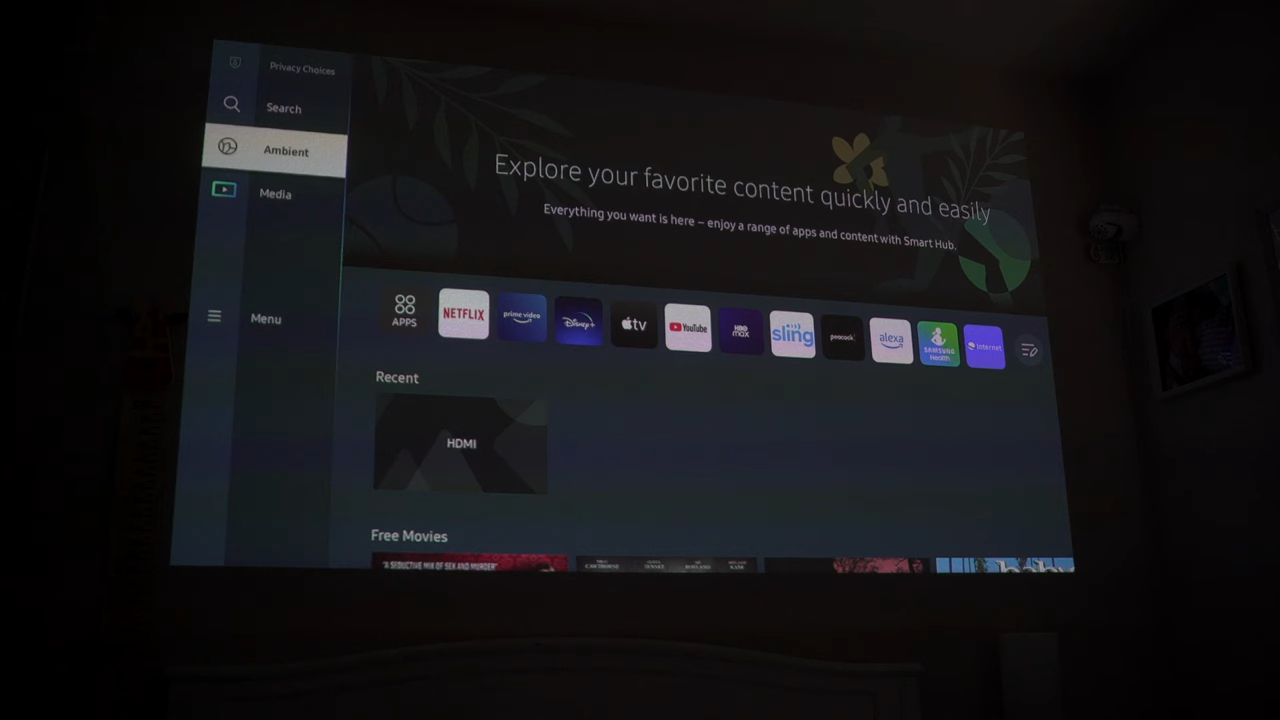 Privacy Choices
Search
Ambient
Media
Menu
Explore your favorite content quickly and easily
Everything you want is here – enjoy a range of apps and content with Smart Hub.
APPS
NETFLIX
prime video
Disney+
tv
YouTube
HBO
max
sling
peacock
alexa
SAMSUNG
Health
Internet
Recent
HDMI
Free Movies
"A SEDUCTIVE MIX OF SEX AND MURDER"
baby